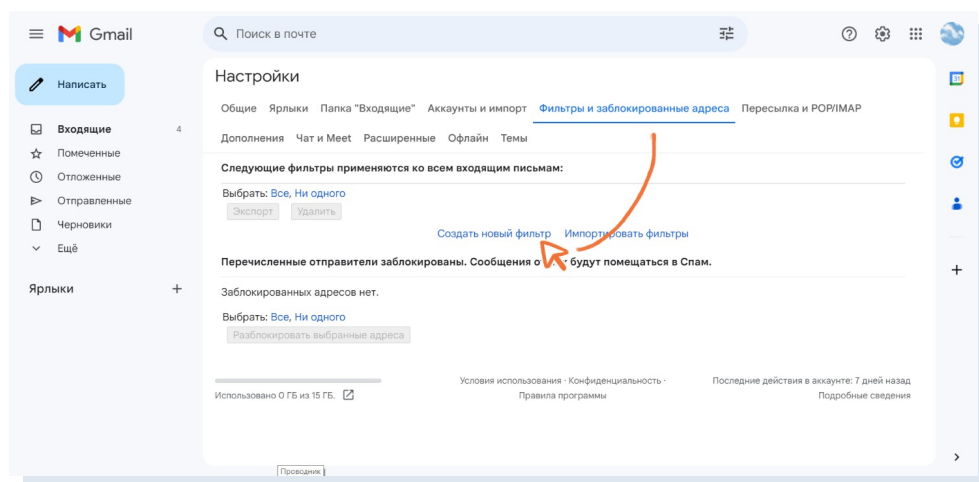 Gmail
Поиск в почте
Написать
Входящие 4
Помеченные
Отложенные
Отправленные
Черновики
Ещё
Ярлыки
Настройки
Общие Ярлыки Папка "Входящие" Аккаунты и импорт Фильтры и заблокированные адреса Пересылка и POP/IMAP
Дополнения Чат и Meet Расширенные Офлайн Темы
Следующие фильтры применяются ко всем входящим письмам:
Выбрать: Все, Ни одного
Экспорт Удалить
Создать новый фильтр Импортировать фильтры
Перечисленные отправители заблокированы. Сообщения будут помещаться в Спам.
Заблокированных адресов нет.
Выбрать: Все, Ни одного
Разблокировать выбранные адреса
Использовано 0 ГБ из 15 ГБ.
Условия использования · Конфиденциальность ·
Правила программы
Последние действия в аккаунте: 7 дней назад
Подробные сведения
31
Проводник